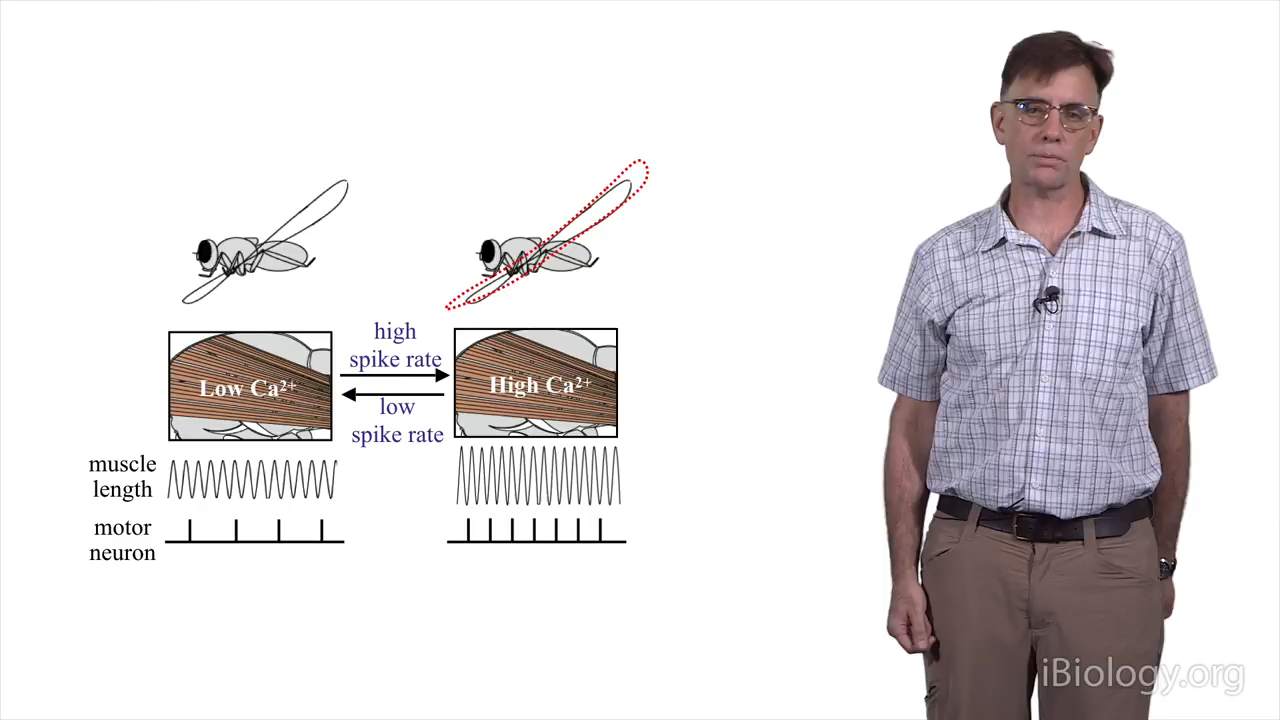 high
spike rate
Low Ca²⁺
High Ca²⁺
low
spike rate
muscle
length
motor
neuron
iBiology.org